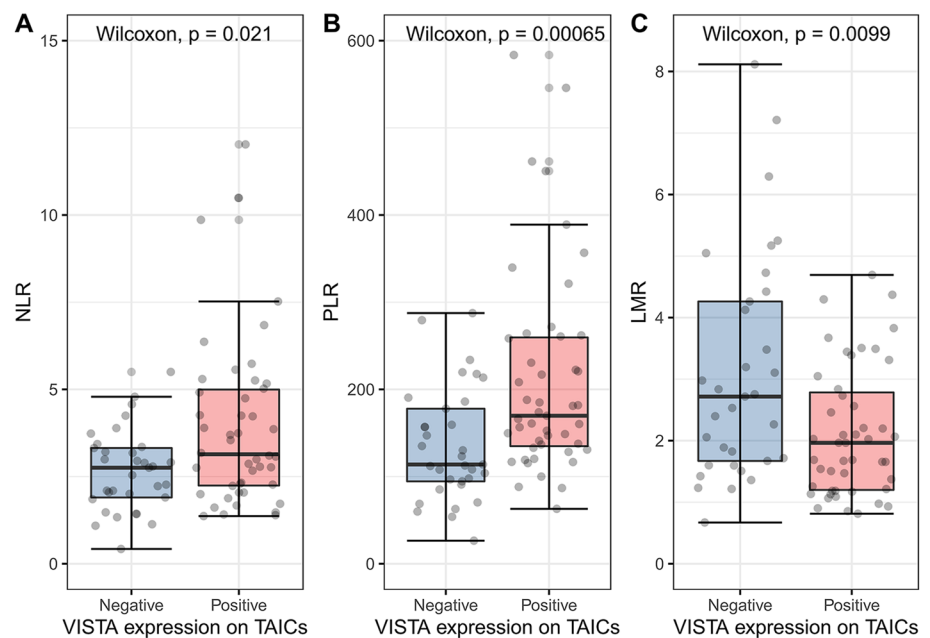 A
Wilcoxon, p = 0.021
NLR
15
10
5
0
Negative
Positive
VISTA expression on TAICs
B
Wilcoxon, p = 0.00065
PLR
600
400
200
0
Negative
Positive
VISTA expression on TAICs
C
Wilcoxon, p = 0.0099
LMR
8
6
4
2
0
Negative
Positive
VISTA expression on TAICs